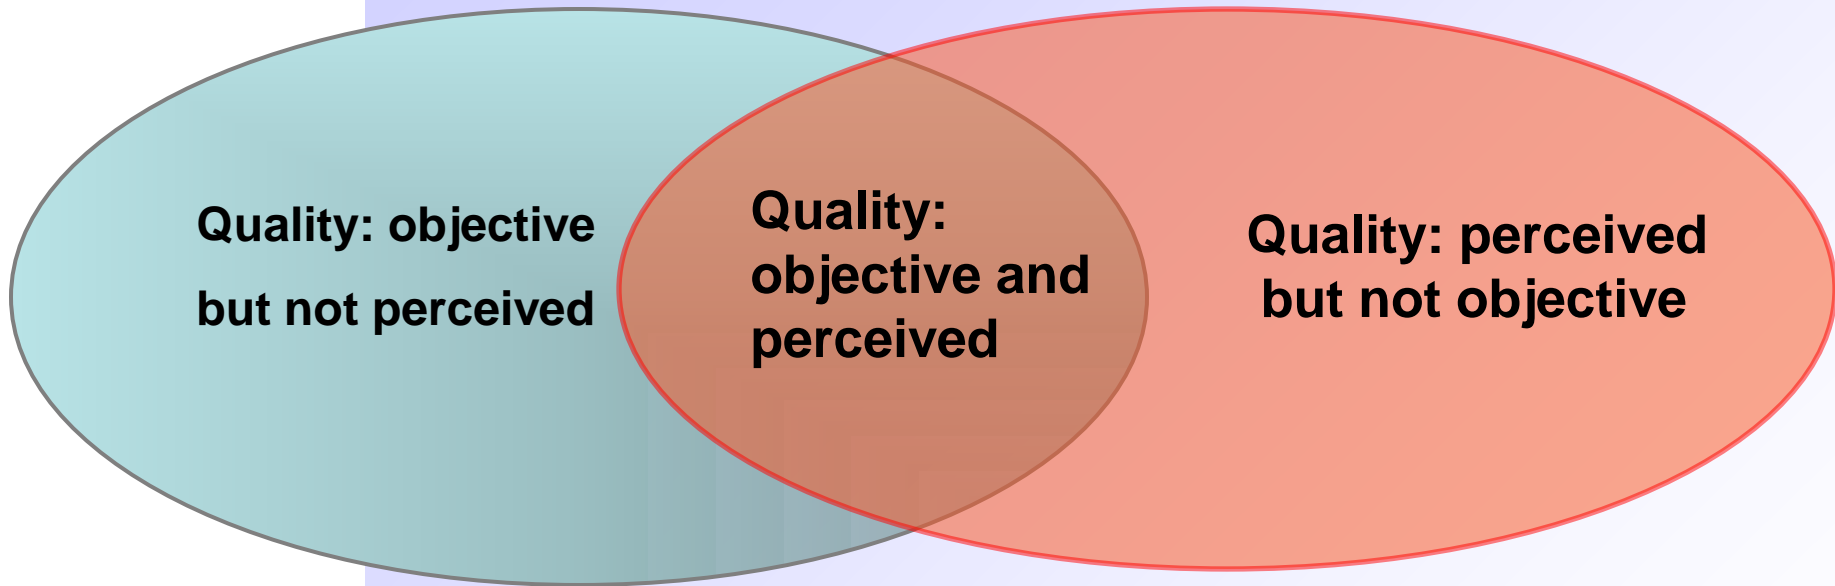 Quality: objective
but not perceived
Quality:
objective and
perceived
Quality: perceived
but not objective